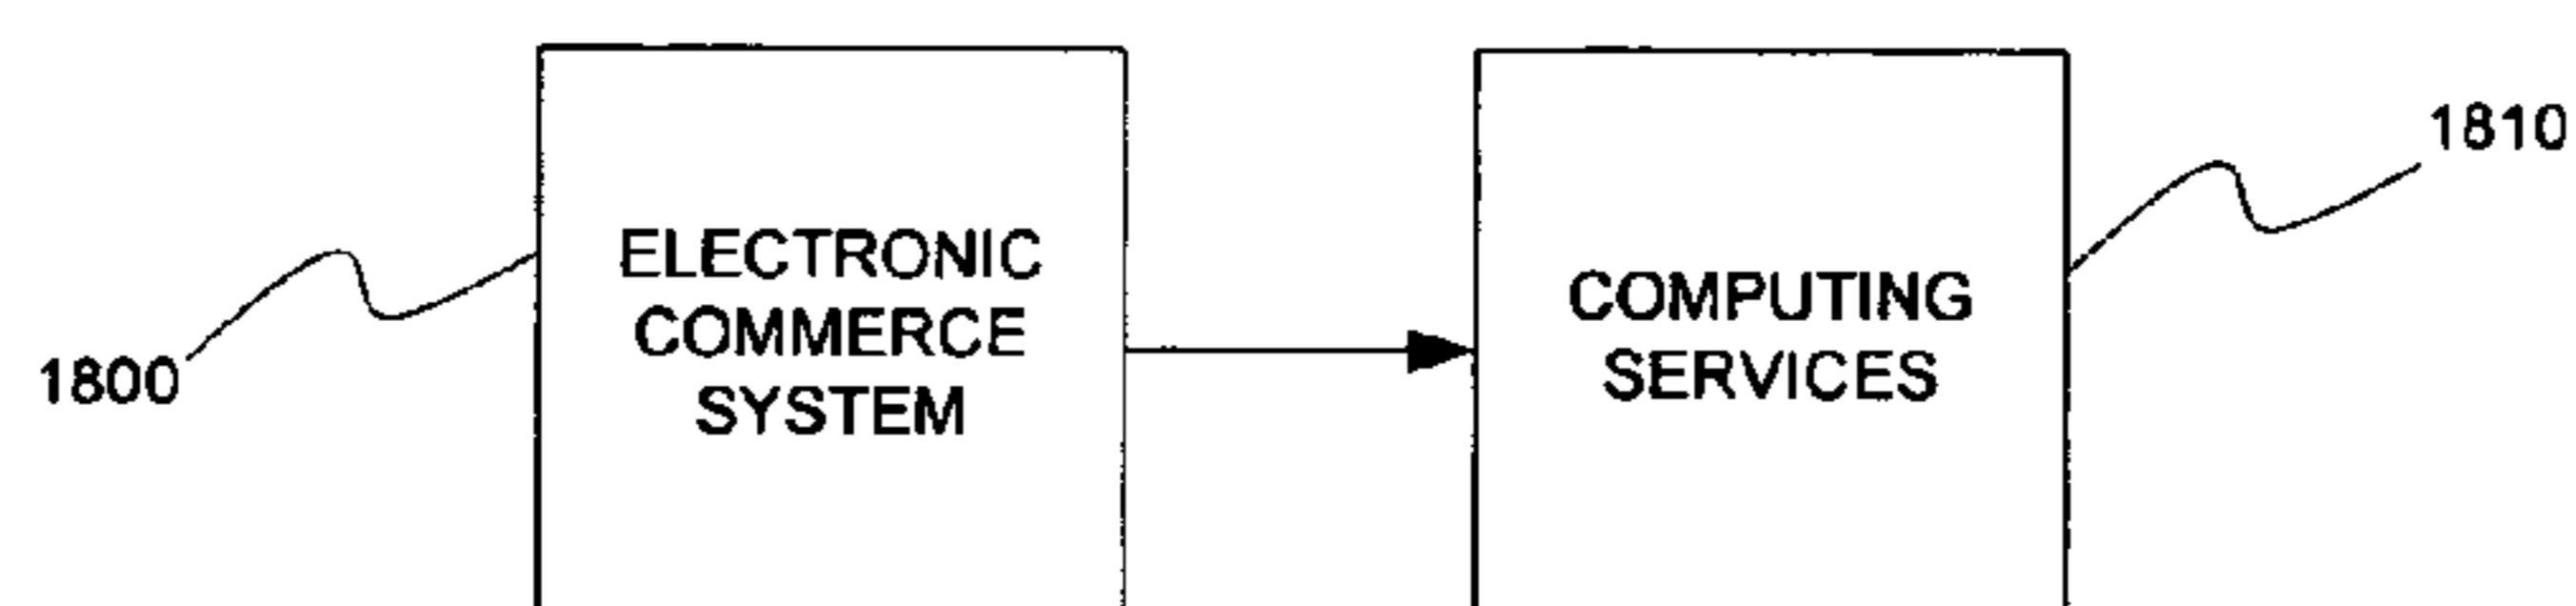 1810
ELECTRONIC
COMMERCE
SYSTEM
COMPUTING
SERVICES
1800